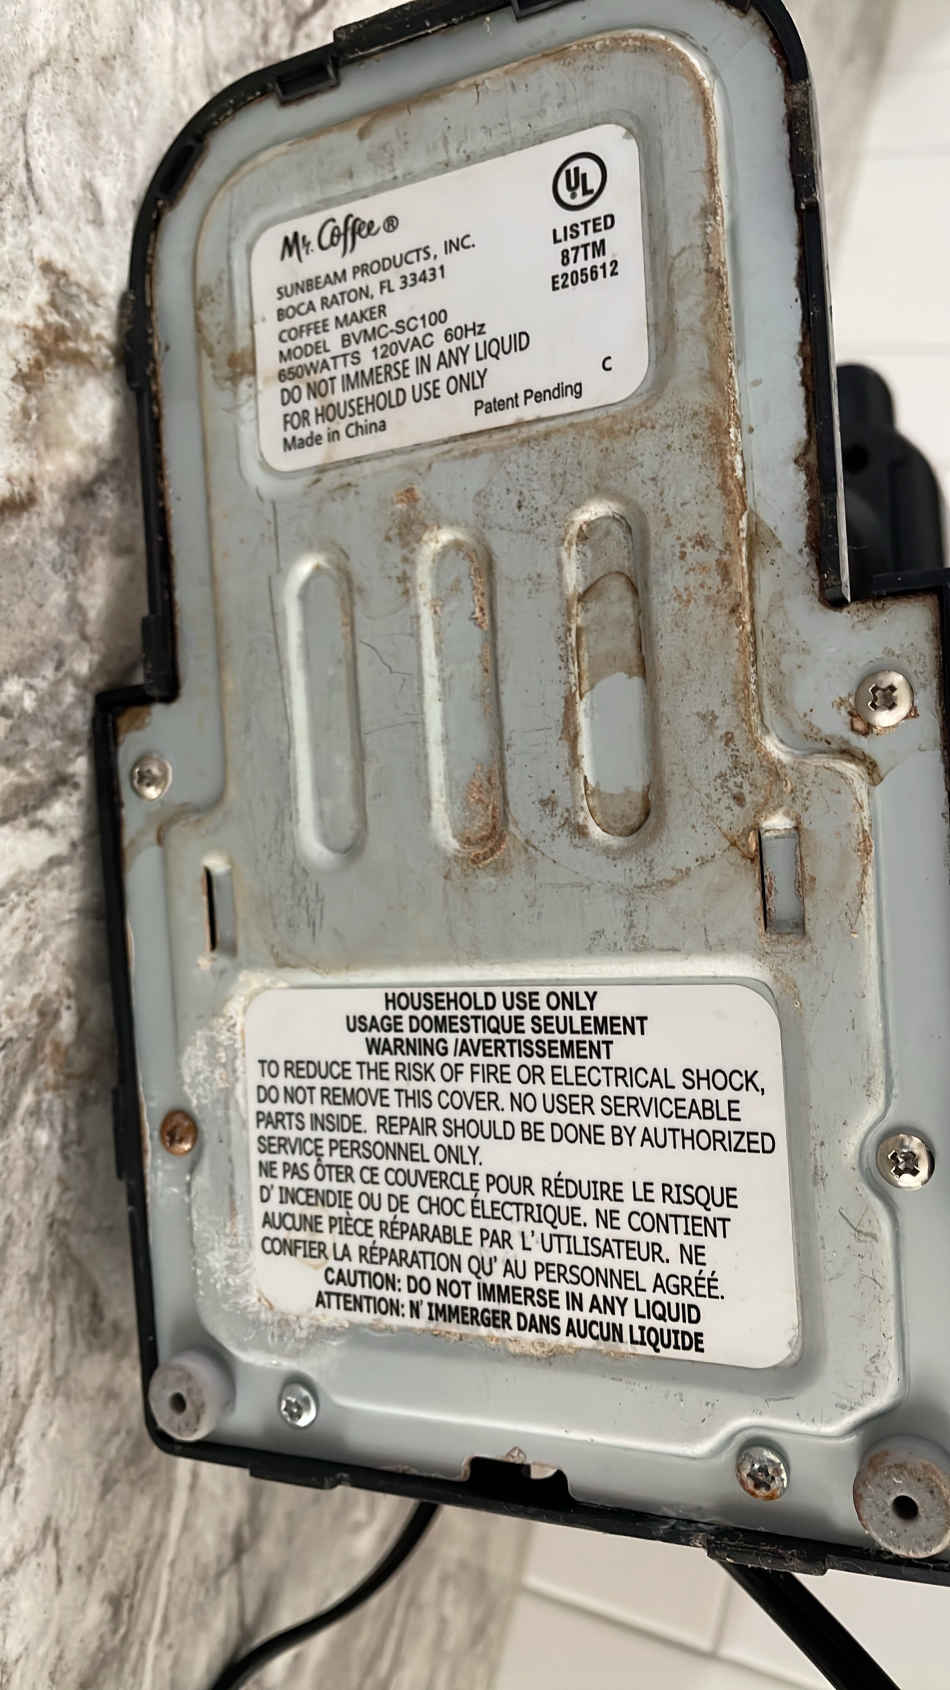 Mr. Coffee®
SUNBEAM PRODUCTS, INC.
BOCA RATON, FL 33431
COFFEE MAKER
MODEL BVMC-SC100
650WATTS 120VAC 60Hz
DO NOT IMMERSE IN ANY LIQUID
FOR HOUSEHOLD USE ONLY
Made in China
Patent Pending
C
UL
LISTED
87TM
E205612
HOUSEHOLD USE ONLY
USAGE DOMESTIQUE SEULEMENT
WARNING /AVERTISSEMENT
TO REDUCE THE RISK OF FIRE OR ELECTRICAL SHOCK,
DO NOT REMOVE THIS COVER. NO USER SERVICEABLE
PARTS INSIDE. REPAIR SHOULD BE DONE BY AUTHORIZED
SERVICE PERSONNEL ONLY.
NE PAS ÔTER CE COUVERCLE POUR RÉDUIRE LE RISQUE
D' INCENDIE OU DE CHOC ÉLECTRIQUE. NE CONTIENT
AUCUNE PIÈCE RÉPARABLE PAR L' UTILISATEUR. NE
CONFIER LA RÉPARATION QU' AU PERSONNEL AGRÉÉ.
CAUTION: DO NOT IMMERSE IN ANY LIQUID
ATTENTION: N' IMMERGER DANS AUCUN LIQUIDE